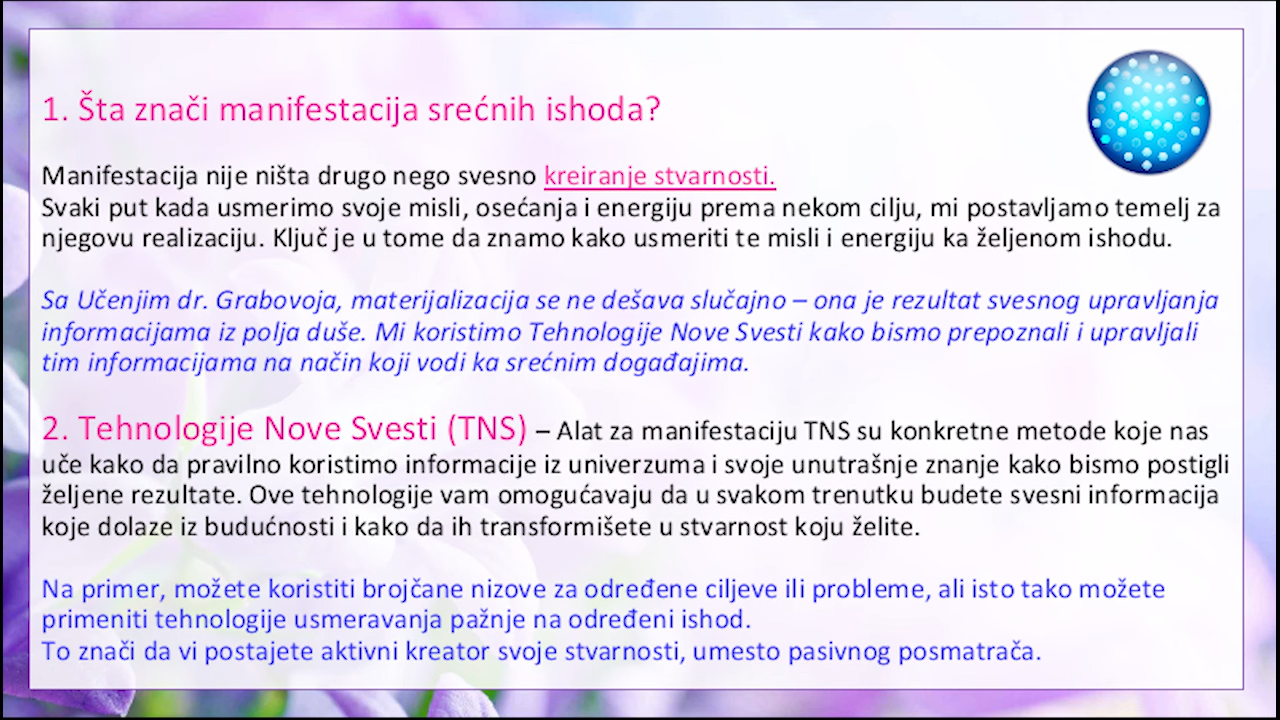 1. Šta znači manifestacija srećnih ishoda?
Manifestacija nije ništa drugo nego svesno kreiranje stvarnosti.
Svaki put kada usmerimo svoje misli, osećanja i energiju prema nekom cilju, mi postavljamo temelj za
njegovu realizaciju. Ključ je u tome da znamo kako usmeriti te misli i energiju ka željenom ishodu.
Sa Učenjim dr. Grabovoja, materijalizacija se ne dešava slučajno – ona je rezultat svesnog upravljanja
informacijama iz polja duše. Mi koristimo Tehnologije Nove Svesti kako bismo prepoznali i upravljali
tim informacijama na način koji vodi ka srećnim događajima.
2. Tehnologije Nove Svesti (TNS) – Alat za manifestaciju TNS su konkretne metode koje nas
uče kako da pravilno koristimo informacije iz univerzuma i svoje unutrašnje znanje kako bismo postigli
željene rezultate. Ove tehnologije vam omogućavaju da u svakom trenutku budete svesni informacija
koje dolaze iz budućnosti i kako da ih transformišete u stvarnost koju želite.
Na primer, možete koristiti brojčane nizove za određene ciljeve ili probleme, ali isto tako možete
primeniti tehnologije usmeravanja pažnje na određeni ishod.
To znači da vi postajete aktivni kreator svoje stvarnosti, umesto pasivnog posmatrača.